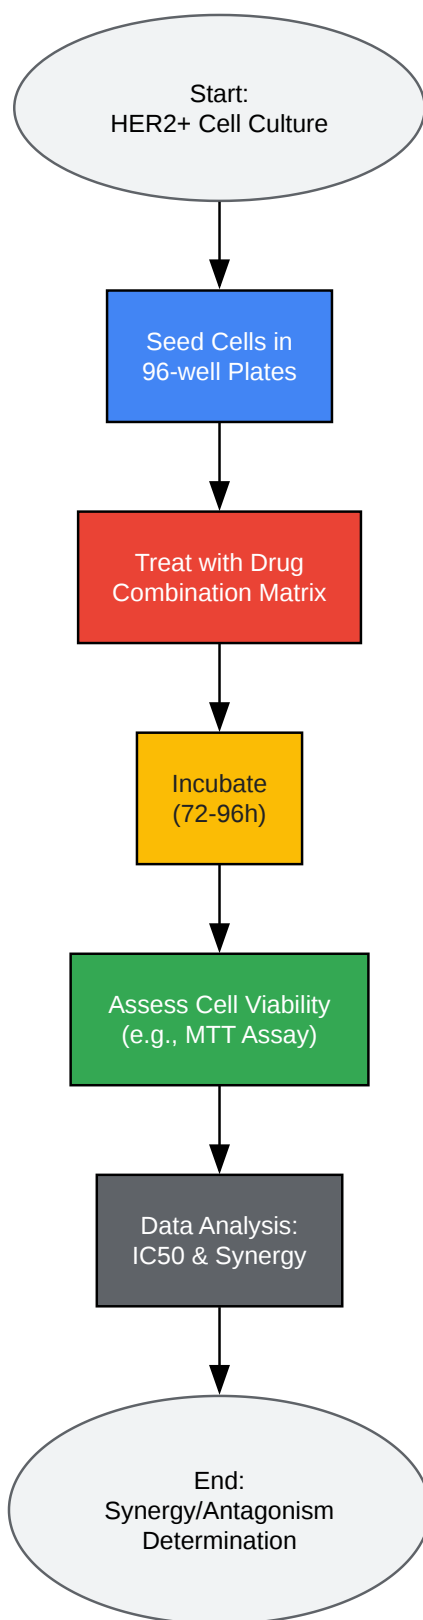 Start:
HER2+ Cell Culture
Seed Cells in
96-well Plates
Treat with Drug
Combination Matrix
Incubate
(72-96h)
Assess Cell Viability
(e.g., MTT Assay)
Data Analysis:
IC50 & Synergy
End:
Synergy/Antagonism
Determination